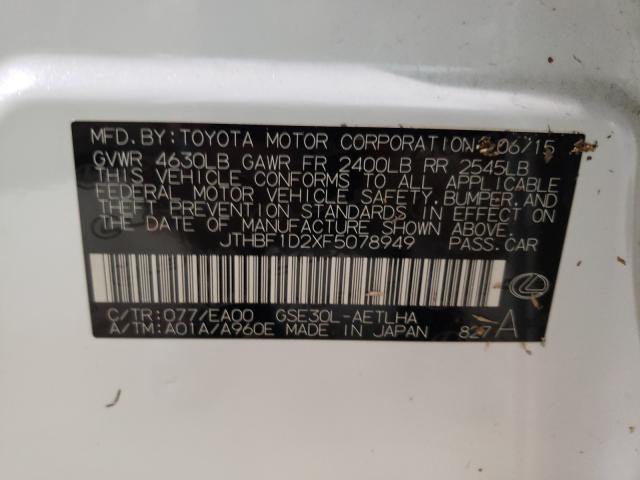 MFD. BY: TOYOTA MOTOR CORPORATION 06/15
GVWR 4630LB GAWR FR 2400LB RR 2545LB
THIS VEHICLE CONFORMS TO ALL APPLICABLE
FEDERAL MOTOR VEHICLE SAFETY, BUMPER, AND
THEFT PREVENTION STANDARDS IN EFFECT ON
THE DATE OF MANUFACTURE SHOWN ABOVE.
JTHBF1D2XF5078949 PASS. CAR
C/TR: 077/EA00 GSE30L-AETLHA
A/TM: A01A/A960E MADE IN JAPAN 827 A